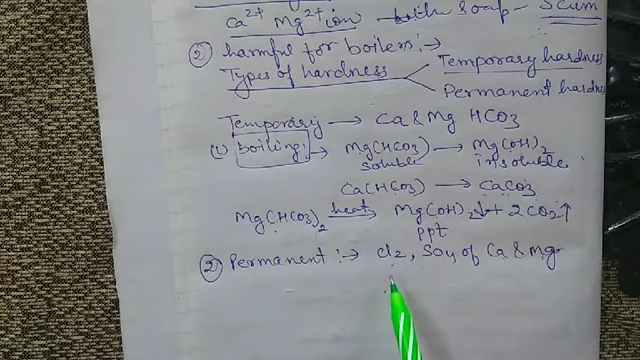 Ca²⁺ Mg²⁺ ion with Soap - Scum
② harmful for boilers :→
Types of hardness
Temporary hardness
Permanent hardn
Temporary → Ca & Mg HCO3
(1) boiling: → Mg(HCO3) → Mg(OH)2
soluble insoluble
Ca(HCO3) → CaCO3
Mg(HCO3)2 heat→ Mg(OH)2↓ + 2CO2↑
ppt
② Permanent :→ Cl2, SO4 of Ca & Mg